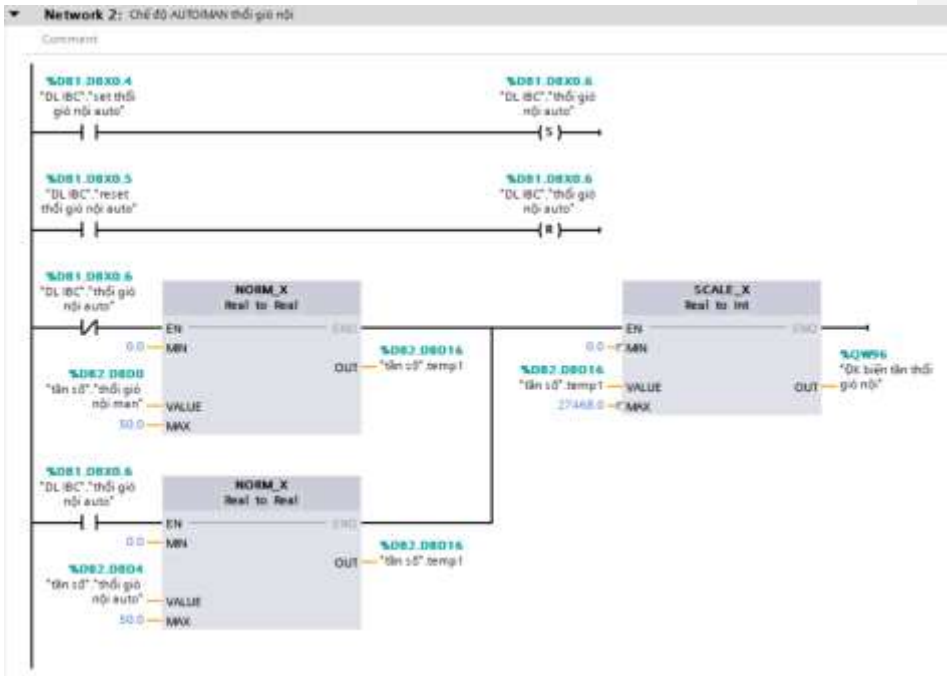 Network 2: Chế độ AUTO/MAN thổi gió nội
Comment
%DB1.DBX0.4
"DL IBC"."set thổi
gió nội auto"
%DB1.DBX0.6
"DL IBC"."thổi gió
nội auto"
S
%DB1.DBX0.5
"DL IBC"."reset
thổi gió nội auto"
%DB1.DBX0.6
"DL IBC"."thổi gió
nội auto"
R
%DB1.DBX0.6
"DL IBC"."thổi gió
nội auto"
NORM_X
Real to Real
EN
ENO
0.0
MIN
%DB2.DBD0
"tần số"."thổi gió
nội man"
VALUE
50.0
MAX
OUT
%DB2.DBD16
"tần số".temp1
SCALE_X
Real to Int
EN
ENO
0.0
MIN
%DB2.DBD16
"tần số".temp1
VALUE
27468.0
MAX
OUT
%QW96
"ĐK biến tần thổi
gió nội"
%DB1.DBX0.6
"DL IBC"."thổi gió
nội auto"
NORM_X
Real to Real
EN
ENO
0.0
MIN
%DB2.DBD4
"tần số"."thổi gió
nội auto"
VALUE
50.0
MAX
OUT
%DB2.DBD16
"tần số".temp1